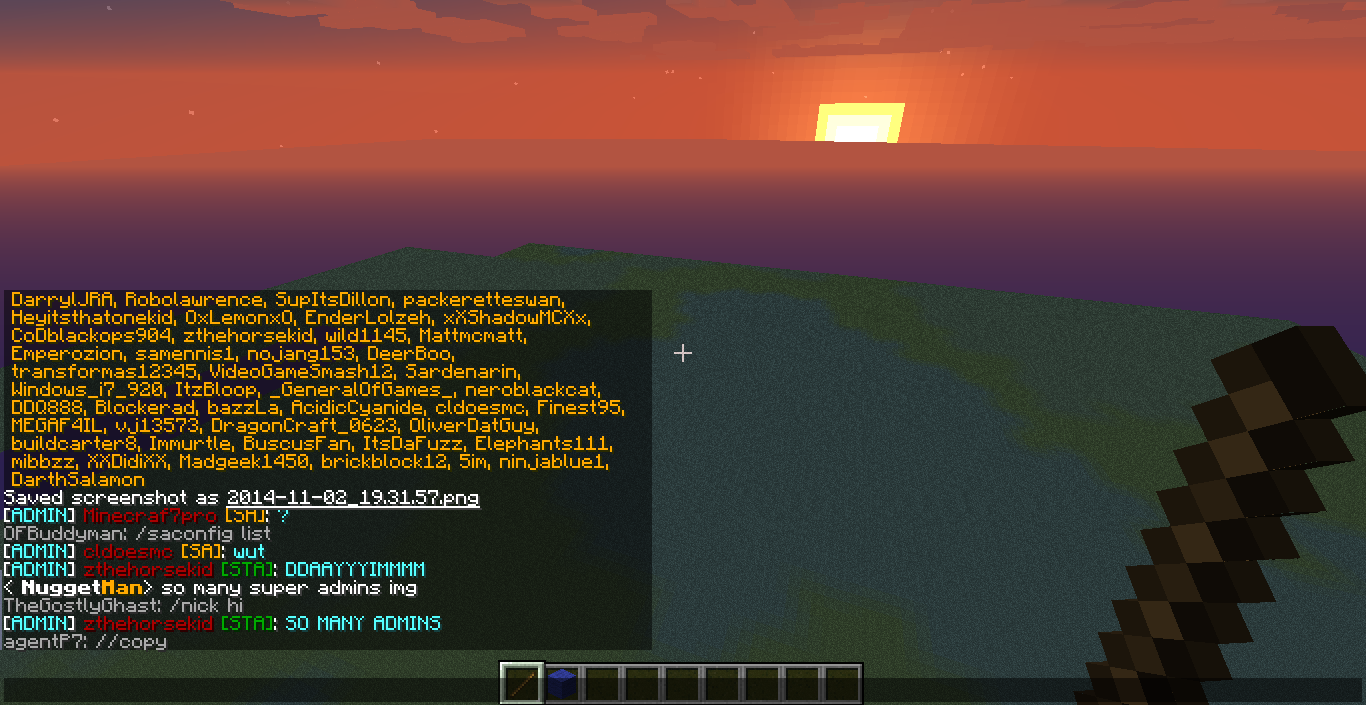 DarrylJRA, Robolawrence, SupItsDillon, packeretteswan,
Heyitsthatonekid, OxLemonxO, EnderLolzeh, xXShadowMCXx,
CoDblackops904, zthehorsekid, wild1145, Mattmcmatt,
Emperozion, samennis1, nojang153, DeerBoo,
transformas12345, VideoGameSmash12, Sardenarin,
Windows_i7_920, ItzBloop, _GeneralOfGames_, neroblackcat,
DDO888, Blockerad, bazzLa, AcidicCyanide, cldoesmc, Finest95,
MEGAF4IL, vj13573, DragonCraft_0623, OliverDatGuy,
buildcarter8, Immurtle, BuscusFan, ItsDaFuzz, Elephants111,
mibbzz, XXDidiXX, Madgeek1450, brickblock12, 5im, ninjablue1,
DarthSalamon
Saved screenshot as 2014-11-02_19.31.57.png
[ADMIN] Minecraf7pro [SA]: ?
OFBuddyman: /saconfig list
[ADMIN] cldoesmc [SA]: wut
[ADMIN] zthehorsekid [STA]: DDAAYYYIMMMM
< NuggetMan> so many super admins img
TheGostlyGhast: /nick hi
[ADMIN] zthehorsekid [STA]: SO MANY ADMINS
agentP7: //copy